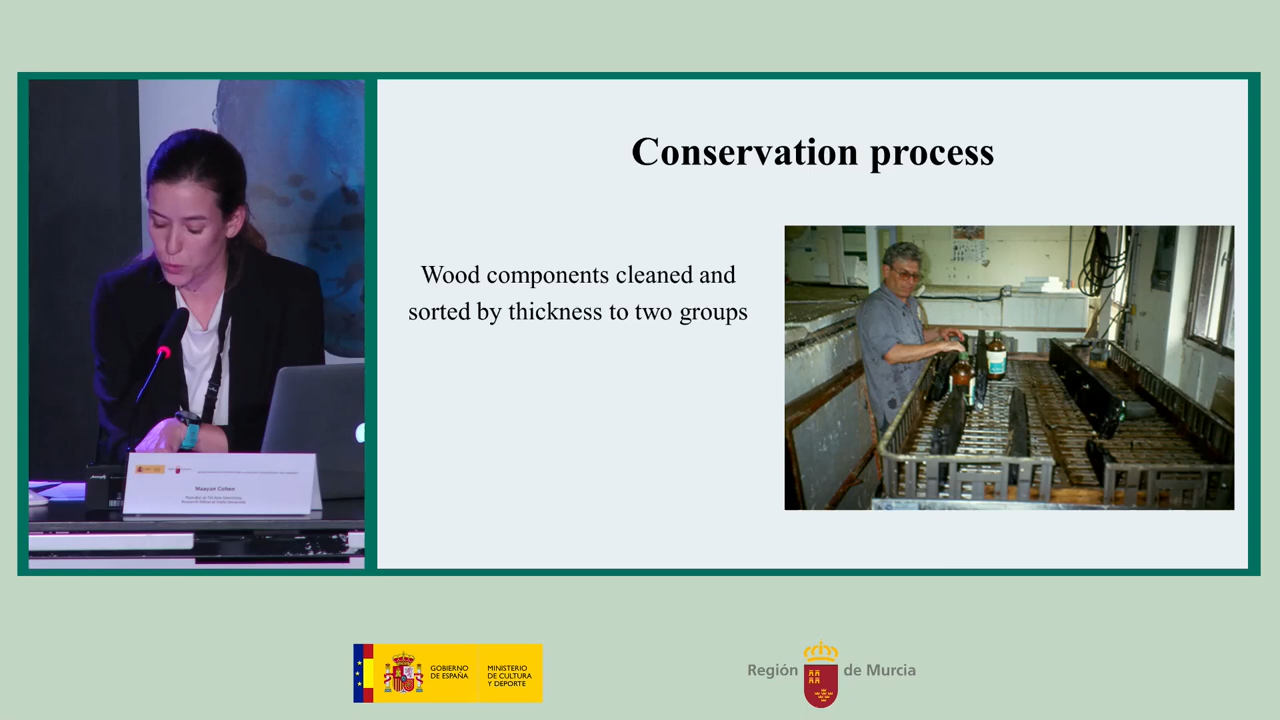 Conservation process
Wood components cleaned and
sorted by thickness to two groups
Maayan Cohen
GOBIERNO
DE ESPAÑA
MINISTERIO
DE CULTURA
Y DEPORTE
Región de Murcia